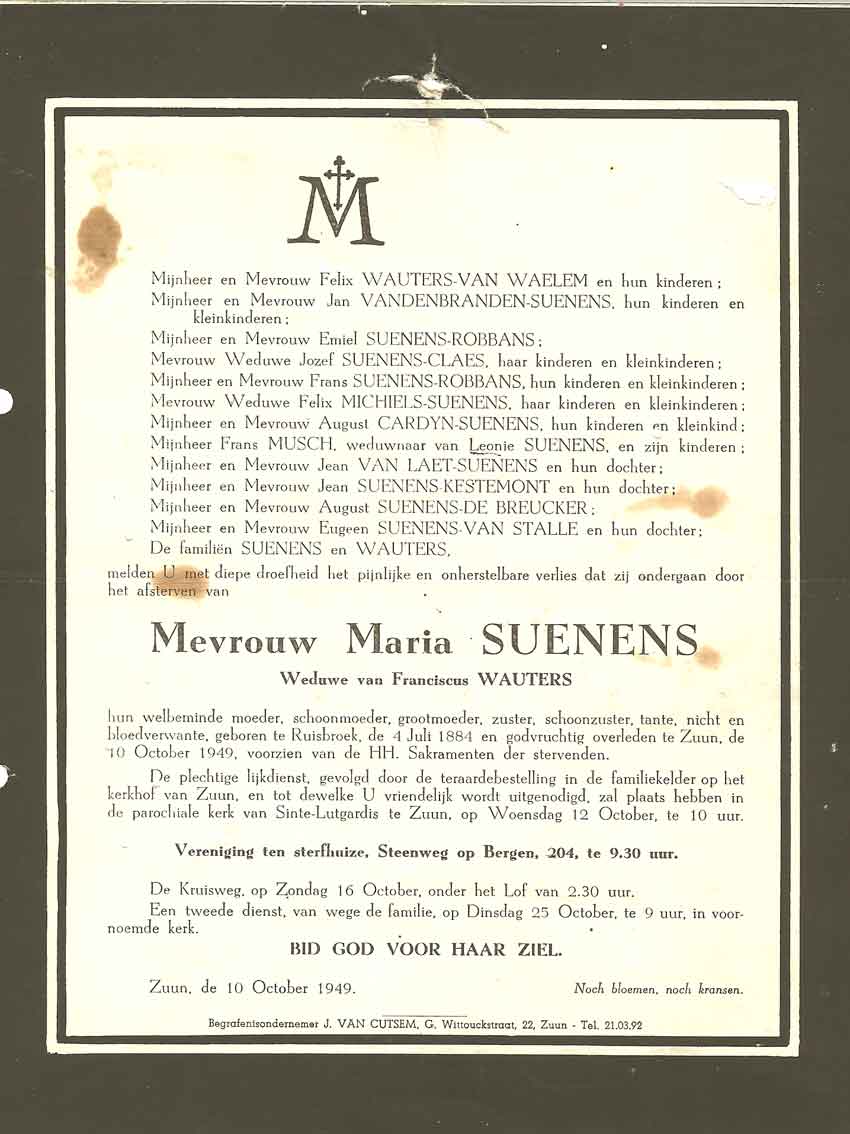 M
Mijnheer en Mevrouw Felix WAUTERS-VAN WAELEM en hun kinderen ;
Mijnheer en Mevrouw Jan VANDENBRANDEN-SUENENS, hun kinderen en
kleinkinderen ;
Mijnheer en Mevrouw Emiel SUENENS-ROBBANS ;
Mevrouw Weduwe Jozef SUENENS-CLAES, haar kinderen en kleinkinderen ;
Mijnheer en Mevrouw Frans SUENENS-ROBBANS, hun kinderen en kleinkinderen ;
Mevrouw Weduwe Felix MICHIELS-SUENENS, haar kinderen en kleinkinderen ;
Mijnheer en Mevrouw August CARDYN-SUENENS, hun kinderen en kleinkind ;
Mijnheer Frans MUSCH, weduwnaar van Leonie SUENENS, en zijn kinderen ;
Mijnheer en Mevrouw Jean VAN LAET-SUENENS en hun dochter ;
Mijnheer en Mevrouw Jean SUENENS-KESTEMONT en hun dochter ;
Mijnheer en Mevrouw August SUENENS-DE BREUCKER ;
Mijnheer en Mevrouw Eugeen SUENENS-VAN STALLE en hun dochter ;
De familiën SUENENS en WAUTERS,
melden U met diepe droefheid het pijnlijke en onherstelbare verlies dat zij ondergaan door
het afsterven van
Mevrouw Maria SUENENS
Weduwe van Franciscus WAUTERS
hun welbeminde moeder, schoonmoeder, grootmoeder, zuster, schoonzuster, tante, nicht en
bloedverwante, geboren te Ruisbroek, de 4 Juli 1884 en godvruchtig overleden te Zuun, de
10 October 1949, voorzien van de HH. Sakramenten der stervenden.
De plechtige lijkdienst, gevolgd door de teraardebestelling in de familiekelder op het
kerkhof van Zuun, en tot dewelke U vriendelijk wordt uitgenodigd, zal plaats hebben in
de parochiale kerk van Sinte-Lutgardis te Zuun, op Woensdag 12 October, te 10 uur.
Vereniging ten sterfhuize, Steenweg op Bergen, 204, te 9.30 uur.
De Kruisweg, op Zondag 16 October, onder het Lof van 2.30 uur.
Een tweede dienst, van wege de familie, op Dinsdag 25 October, te 9 uur, in voor-
noemde kerk.
BID GOD VOOR HAAR ZIEL.
Zuun, de 10 October 1949. Noch bloemen, noch kransen.
Begrafenisondernemer J. VAN CUTSEM, G. Wittouckstraat, 22, Zuun - Tel. 21.03.92